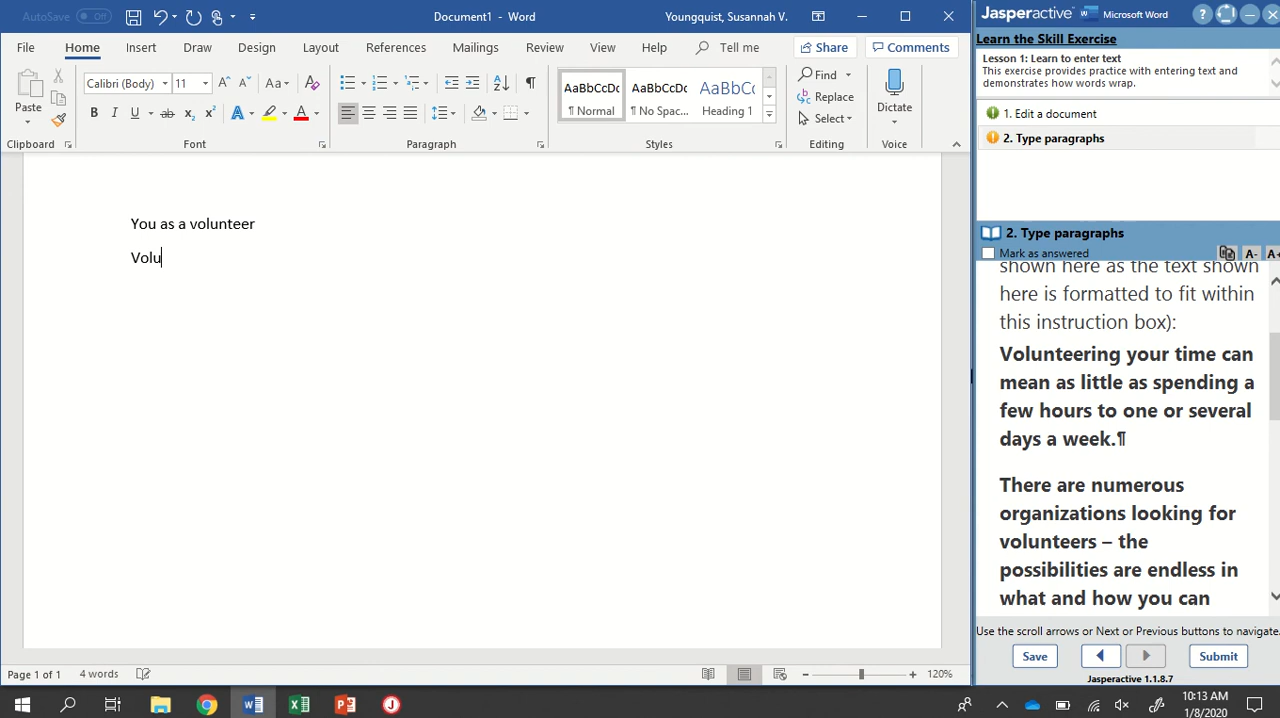 AutoSave Off Document1 - Word Youngquist, Susannah V.
File Home Insert Draw Design Layout References Mailings Review View Help Tell me Share Comments
Paste
Clipboard
Calibri (Body) 11 Aa
B I U ab x₂ x² A A
Font
Paragraph
AaBbCcDc AaBbCcDc AaBbCc
¶ Normal ¶ No Spac... Heading 1
Styles
Find
Replace
Select
Editing
Dictate
Voice
You as a volunteer
Volu
Page 1 of 1 4 words 120%
Jasperactive Microsoft Word
Learn the Skill Exercise
Lesson 1: Learn to enter text
This exercise provides practice with entering text and
demonstrates how words wrap.
1. Edit a document
2. Type paragraphs
2. Type paragraphs
Mark as answered A- A+
shown here as the text shown
here is formatted to fit within
this instruction box):
Volunteering your time can
mean as little as spending a
few hours to one or several
days a week.¶
There are numerous
organizations looking for
volunteers – the
possibilities are endless in
what and how you can
Use the scroll arrows or Next or Previous buttons to navigate.
Save Submit
Jasperactive 1.1.8.7
10:13 AM
1/8/2020